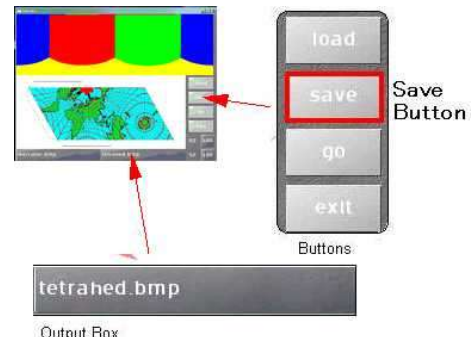 load
save
Save
Button
go
exit
Buttons
tetrahed.bmp
Output Box